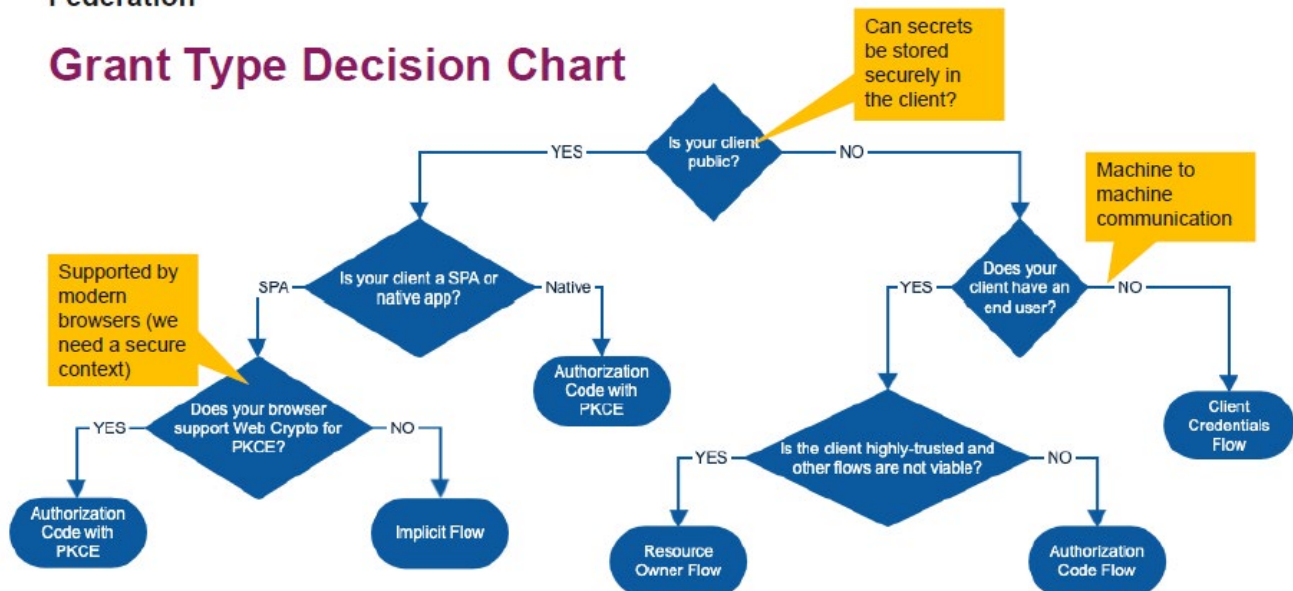 Federation
Grant Type Decision Chart
Can secrets
be stored
securely in
the client?
Is your client
public?
YES
NO
Machine to
machine
communication
Supported by
modern
browsers (we
need a secure
context)
Is your client a SPA or
native app?
SPA
Native
Does your
client have an
end user?
YES
NO
Authorization
Code with
PKCE
Does your browser
support Web Crypto for
PKCE?
YES
NO
Client
Credentials
Flow
Is the client highly-trusted and
other flows are not viable?
YES
NO
Authorization
Code with
PKCE
Implicit Flow
Resource
Owner Flow
Authorization
Code Flow